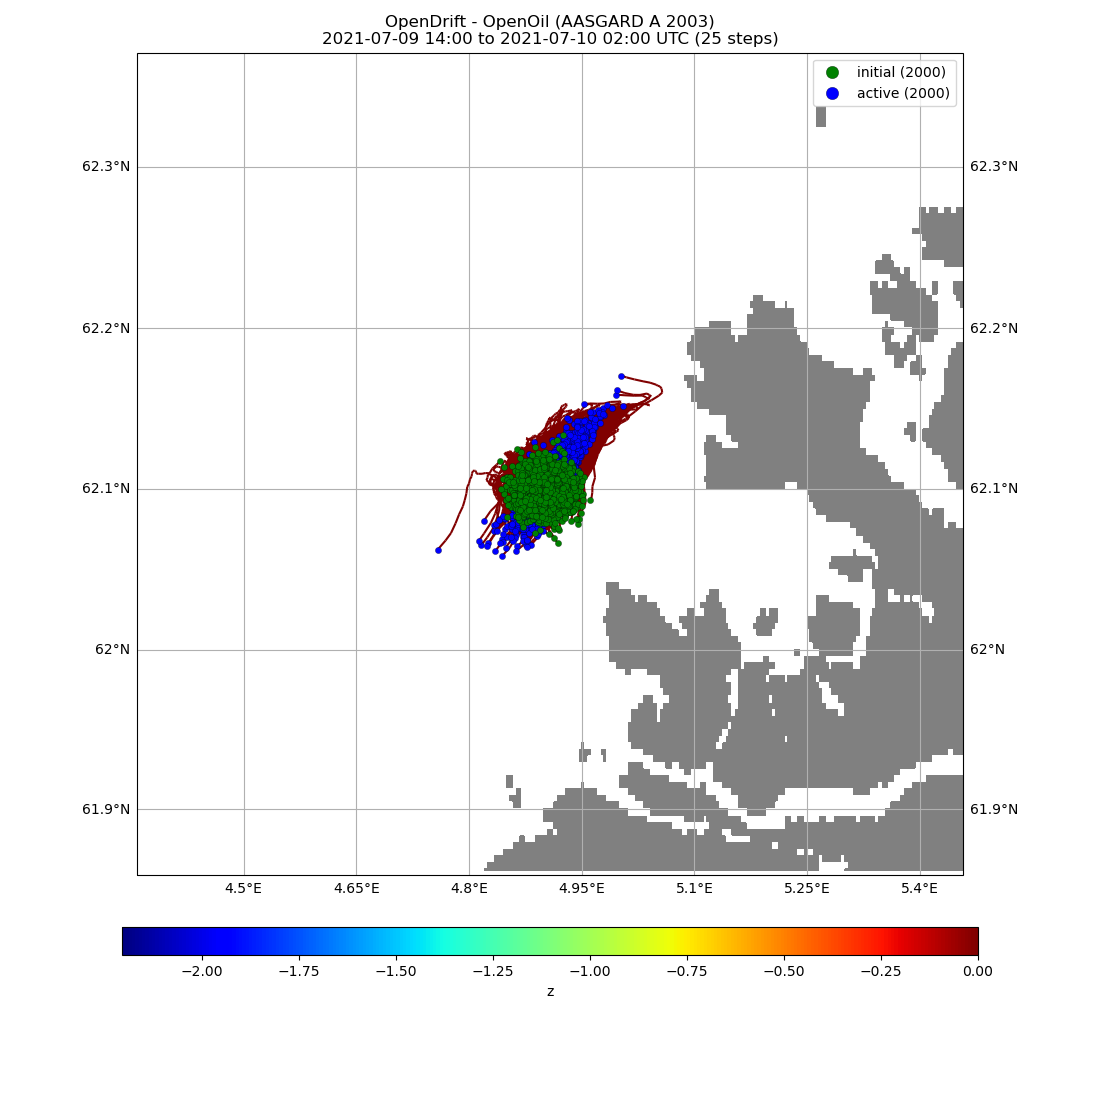 OpenDrift - OpenOil (AASGARD A 2003)
2021-07-09 14:00 to 2021-07-10 02:00 UTC (25 steps)
initial (2000)
active (2000)
62.3°N 62.3°N
62.2°N 62.2°N
62.1°N 62.1°N
62°N 62°N
61.9°N 61.9°N
4.5°E 4.65°E 4.8°E 4.95°E 5.1°E 5.25°E 5.4°E
−2.00 −1.75 −1.50 −1.25 −1.00 −0.75 −0.50 −0.25 0.00
z